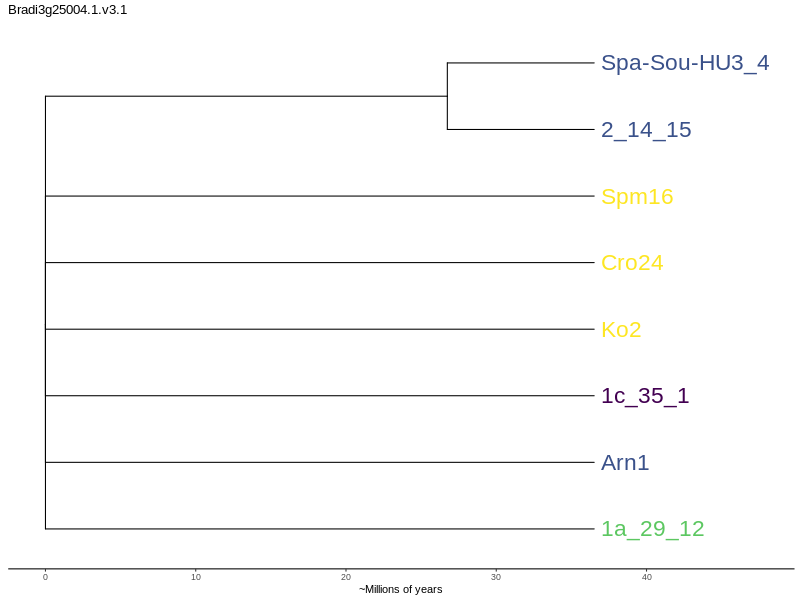 Bradi3g25004.1.v3.1
Spa-Sou-HU3_4
2_14_15
Spm16
Cro24
Ko2
1c_35_1
Arn1
1a_29_12
0 10 20 30 40
~Millions of years